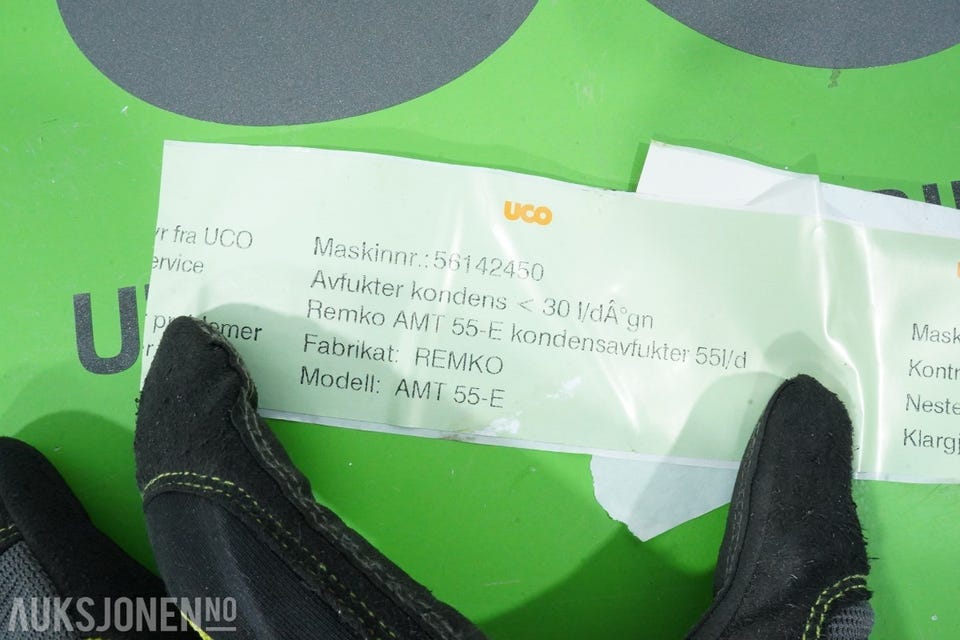 UCO
yr fra UCO
ervice
Maskinnr.: 56142450
Avfukter kondens < 30 l/dÂ°gn
Remko AMT 55-E kondensavfukter 55l/d
Fabrikat: REMKO
Modell: AMT 55-E
Mask
Kontr
Neste
Klargj
U
AUKSJONEN.NO